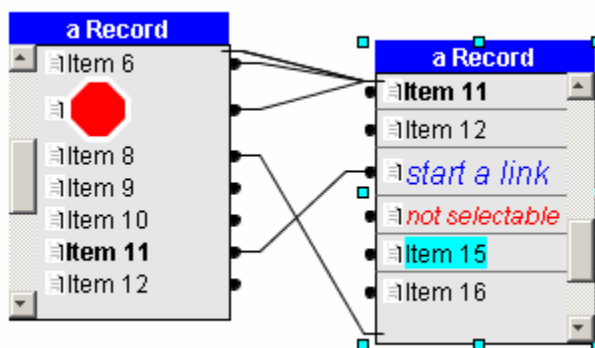 a Record
Item 6
Item 8
Item 9
Item 10
Item 11
Item 12
a Record
Item 11
Item 12
start a link
not selectable
Item 15
Item 16